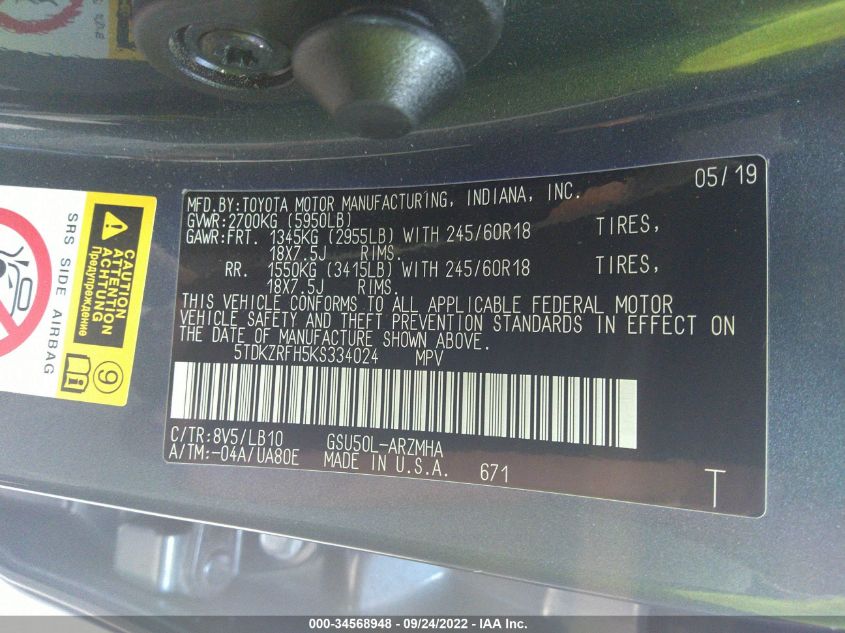 MFD.BY:TOYOTA MOTOR MANUFACTURING, INDIANA, INC. 05/19
GVWR:2700KG (5950LB)
GAWR:FRT. 1345KG (2955LB) WITH 245/60R18 TIRES,
18X7.5J RIMS.
RR. 1550KG (3415LB) WITH 245/60R18 TIRES,
18X7.5J RIMS.
THIS VEHICLE CONFORMS TO ALL APPLICABLE FEDERAL MOTOR
VEHICLE SAFETY AND THEFT PREVENTION STANDARDS IN EFFECT ON
THE DATE OF MANUFACTURE SHOWN ABOVE.
5TDKZRFH5KS334024 MPV
C/TR:8V5/LB10 GSU50L-ARZMHA
A/TM:-04A/UA80E MADE IN U.S.A. 671
T
SRS SIDE AIRBAG
CAUTION
ATTENTION
ACHTUNG
Предупреждение
9
000-34568948 - 09/24/2022 - IAA Inc.